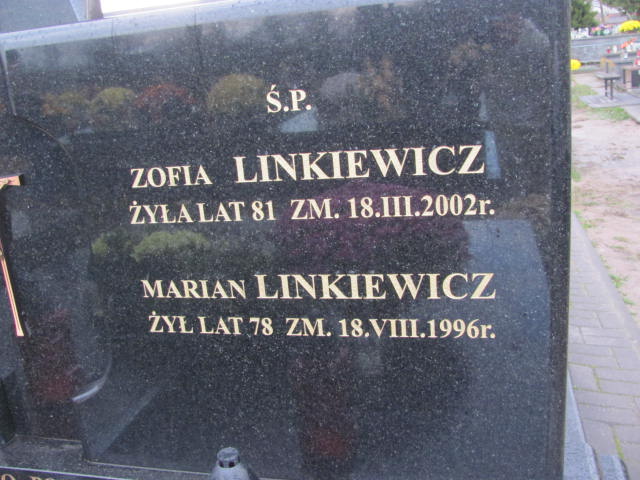 Ś.P.
ZOFIA LINKIEWICZ
ŻYŁA LAT 81 ZM. 18.III.2002r.
MARIAN LINKIEWICZ
ŻYŁ LAT 78 ZM. 18.VIII.1996r.